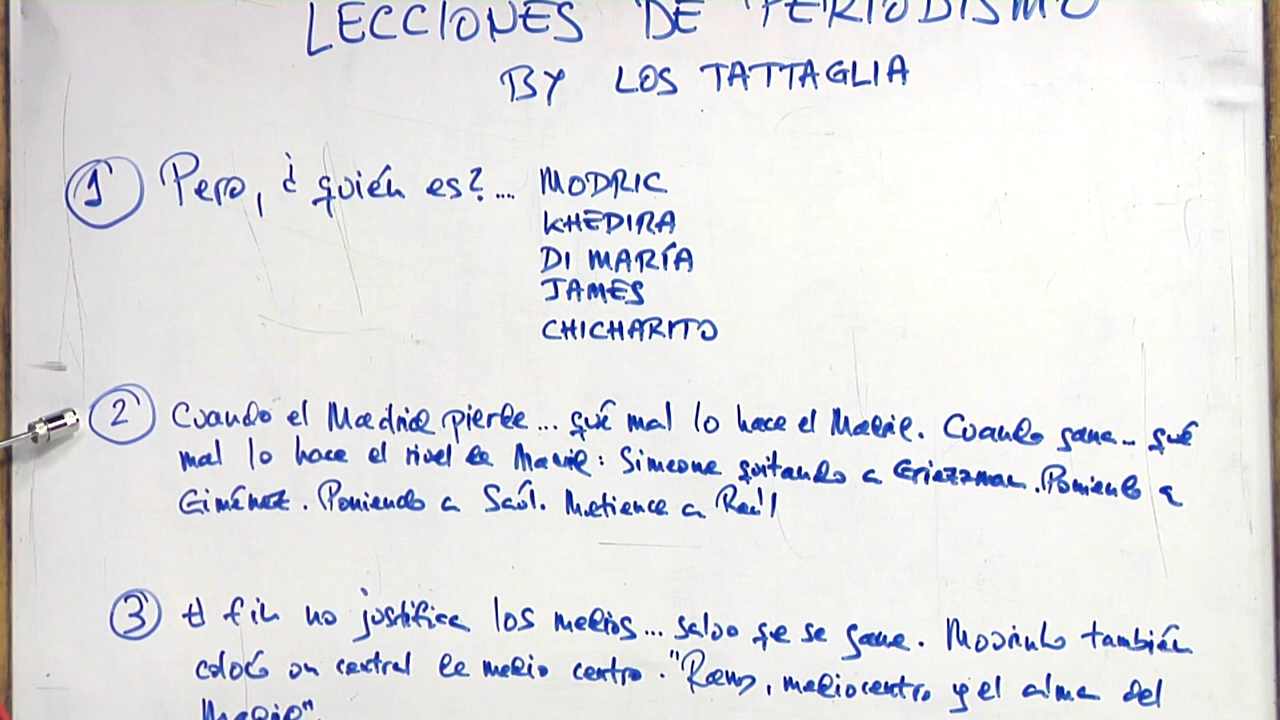 LECCIONES DE PERIODISMO
BY LOS TATTAGLIA
1 Pero, ¿quién es?.... MODRIC
KHEDIRA
DI MARÍA
JAMES
CHICHARITO
2 Cuando el Madrid pierde... qué mal lo hace el Madrid. Cuando gana... qué
mal lo hace el rival de Madrid: Simeone quitando a Griezzman. Poniendo a
Giménez. Poniendo a Saúl. a Raúl
3 El fin no justifica los medios... salvo que se gane. Mourinho también
colocó un central de medio centro. "Ramos, mediocentro y el alma del
Madrid".